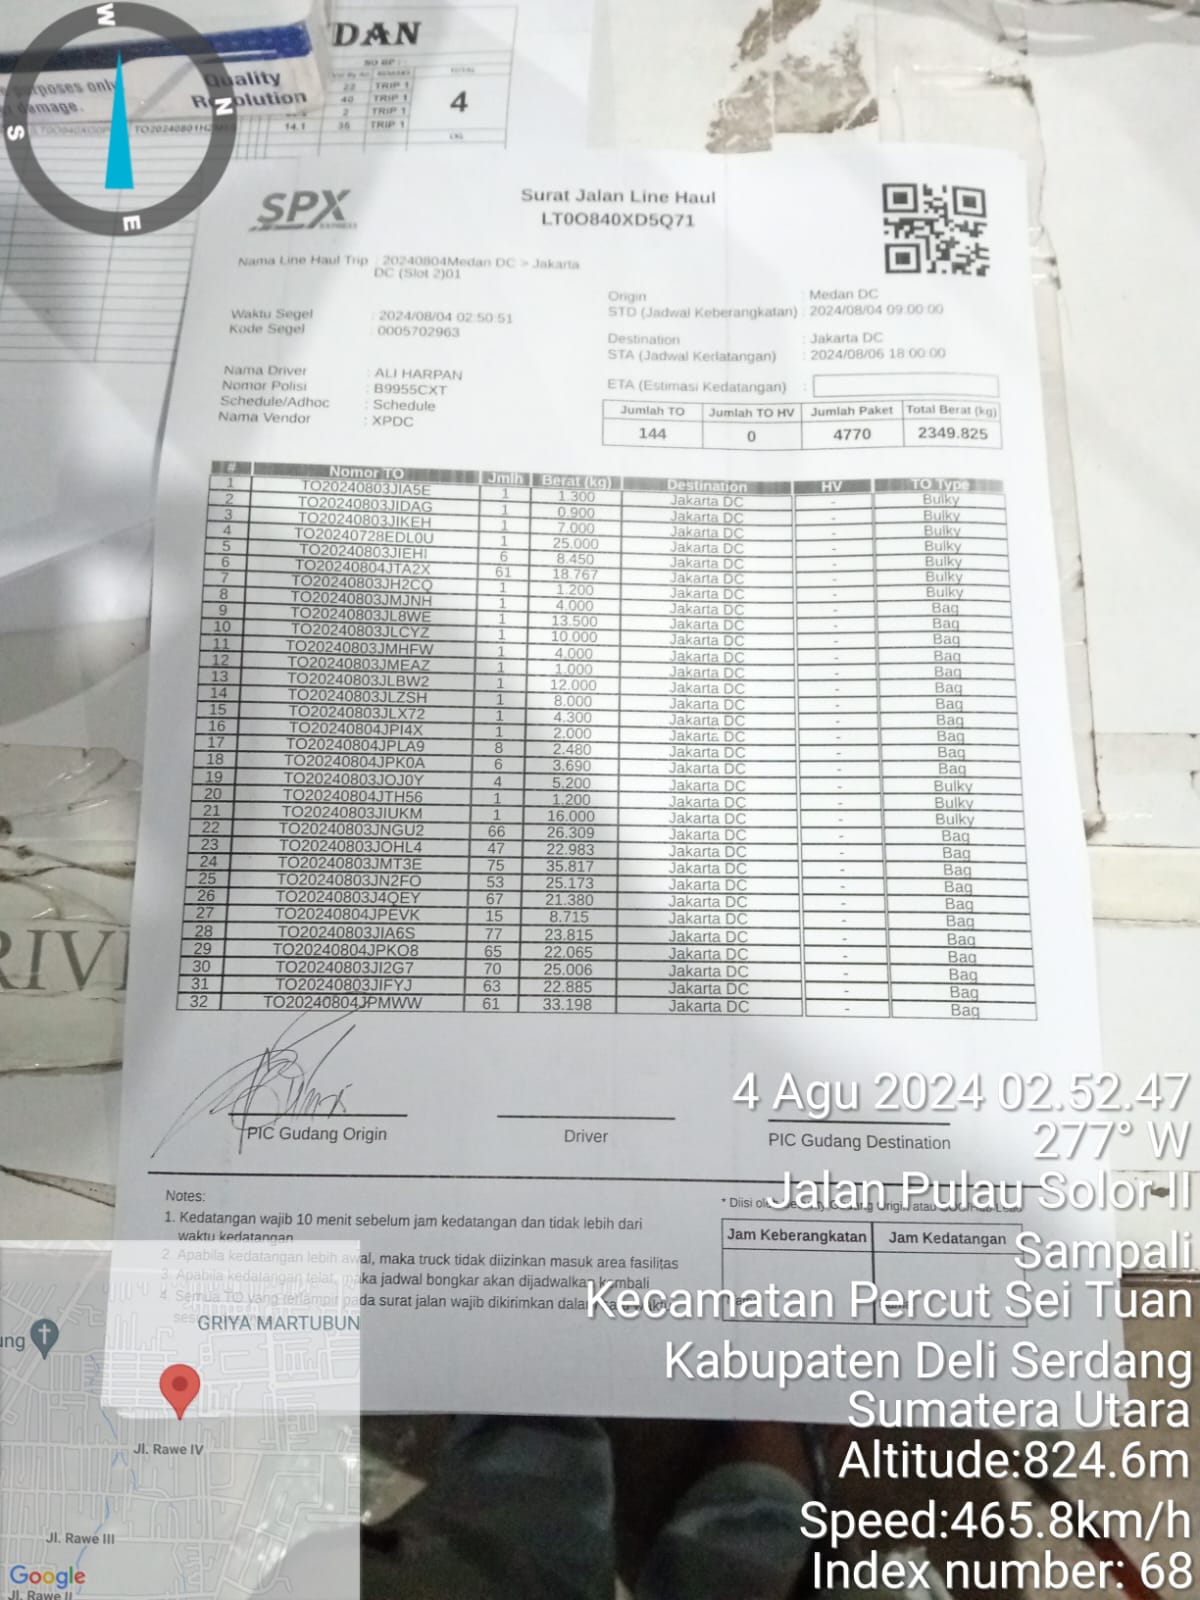 DAN
Quality
Resolution
purposes only
damage.
TOTAL
22 TRIP 1
40 TRIP 1
2 TRIP 1
14.1 36 TRIP 1
4
W
N
S
E
SPX
EXPRESS
Surat Jalan Line Haul
LT0O840XD5Q71
Nama Line Haul Trip : 20240804Medan DC > Jakarta
DC (Slot 2)01
Waktu Segel : 2024/08/04 02:50:51
Kode Segel : 0005702963
Nama Driver : ALI HARPAN
Nomor Polisi : B9955CXT
Schedule/Adhoc : Schedule
Nama Vendor : XPDC
Origin : Medan DC
STD (Jadwal Keberangkatan) : 2024/08/04 09:00:00
Destination : Jakarta DC
STA (Jadwal Kedatangan) : 2024/08/06 18:00:00
ETA (Estimasi Kedatangan) :
Jumlah TO Jumlah TO HV Jumlah Paket Total Berat (kg)
144 0 4770 2349.825
# Nomor TO Jmlh Berat (kg) Destination HV TO Type
1 TO20240803JIA5E 1 1.300 Jakarta DC - Bulky
2 TO20240803JIDAG 1 0.900 Jakarta DC - Bulky
3 TO20240803JIKEH 1 7.000 Jakarta DC - Bulky
4 TO20240728EDL0U 1 25.000 Jakarta DC - Bulky
5 TO20240803JIEHI 6 8.450 Jakarta DC - Bulky
6 TO20240804JTA2X 61 18.767 Jakarta DC - Bulky
7 TO20240803JH2CQ 1 1.200 Jakarta DC - Bulky
8 TO20240803JMJNH 1 4.000 Jakarta DC - Bag
9 TO20240803JL8WE 1 13.500 Jakarta DC - Bag
10 TO20240803JLCYZ 1 10.000 Jakarta DC - Bag
11 TO20240803JMHFW 1 4.000 Jakarta DC - Bag
12 TO20240803JMEAZ 1 1.000 Jakarta DC - Bag
13 TO20240803JLBW2 1 12.000 Jakarta DC - Bag
14 TO20240803JLZSH 1 8.000 Jakarta DC - Bag
15 TO20240803JLX72 1 4.300 Jakarta DC - Bag
16 TO20240804JPI4X 1 2.000 Jakarta DC - Bag
17 TO20240804JPLA9 8 2.480 Jakarta DC - Bag
18 TO20240804JPK0A 6 3.690 Jakarta DC - Bag
19 TO20240803JOJ0Y 4 5.200 Jakarta DC - Bulky
20 TO20240804JTH56 1 1.200 Jakarta DC - Bulky
21 TO20240803JIUKM 1 16.000 Jakarta DC - Bulky
22 TO20240803JNGU2 66 26.309 Jakarta DC - Bag
23 TO20240803JOHL4 47 22.983 Jakarta DC - Bag
24 TO20240803JMT3E 75 35.817 Jakarta DC - Bag
25 TO20240803JN2FO 53 25.173 Jakarta DC - Bag
26 TO20240803J4QEY 67 21.380 Jakarta DC - Bag
27 TO20240804JPEVK 15 8.715 Jakarta DC - Bag
28 TO20240803JIA6S 77 23.815 Jakarta DC - Bag
29 TO20240804JPKO8 65 22.065 Jakarta DC - Bag
30 TO20240803JI2G7 70 25.006 Jakarta DC - Bag
31 TO20240803JIFYJ 63 22.885 Jakarta DC - Bag
32 TO20240804JPMWW 61 33.198 Jakarta DC - Bag
PIC Gudang Origin Driver PIC Gudang Destination
Notes:
1. Kedatangan wajib 10 menit sebelum jam kedatangan dan tidak lebih dari
waktu kedatangan
2. Apabila kedatangan lebih awal, maka truck tidak diizinkan masuk area fasilitas
3. Apabila kedatangan telat, maka jadwal bongkar akan dijadwalkan kembali
4. Semua TO yang terlampir pada surat jalan wajib dikirimkan dalam
* Diisi oleh
Jam Keberangkatan Jam Kedatangan
4 Agu 2024 02.52.47
277° W
Jalan Pulau Solor II
Sampali
Kecamatan Percut Sei Tuan
Kabupaten Deli Serdang
Sumatera Utara
Altitude:824.6m
Speed:465.8km/h
Index number: 68
GRIYA MARTUBUN
ung
Jl. Rawe IV
Jl. Rawe III
Google
Jl. Rawe II
RIV